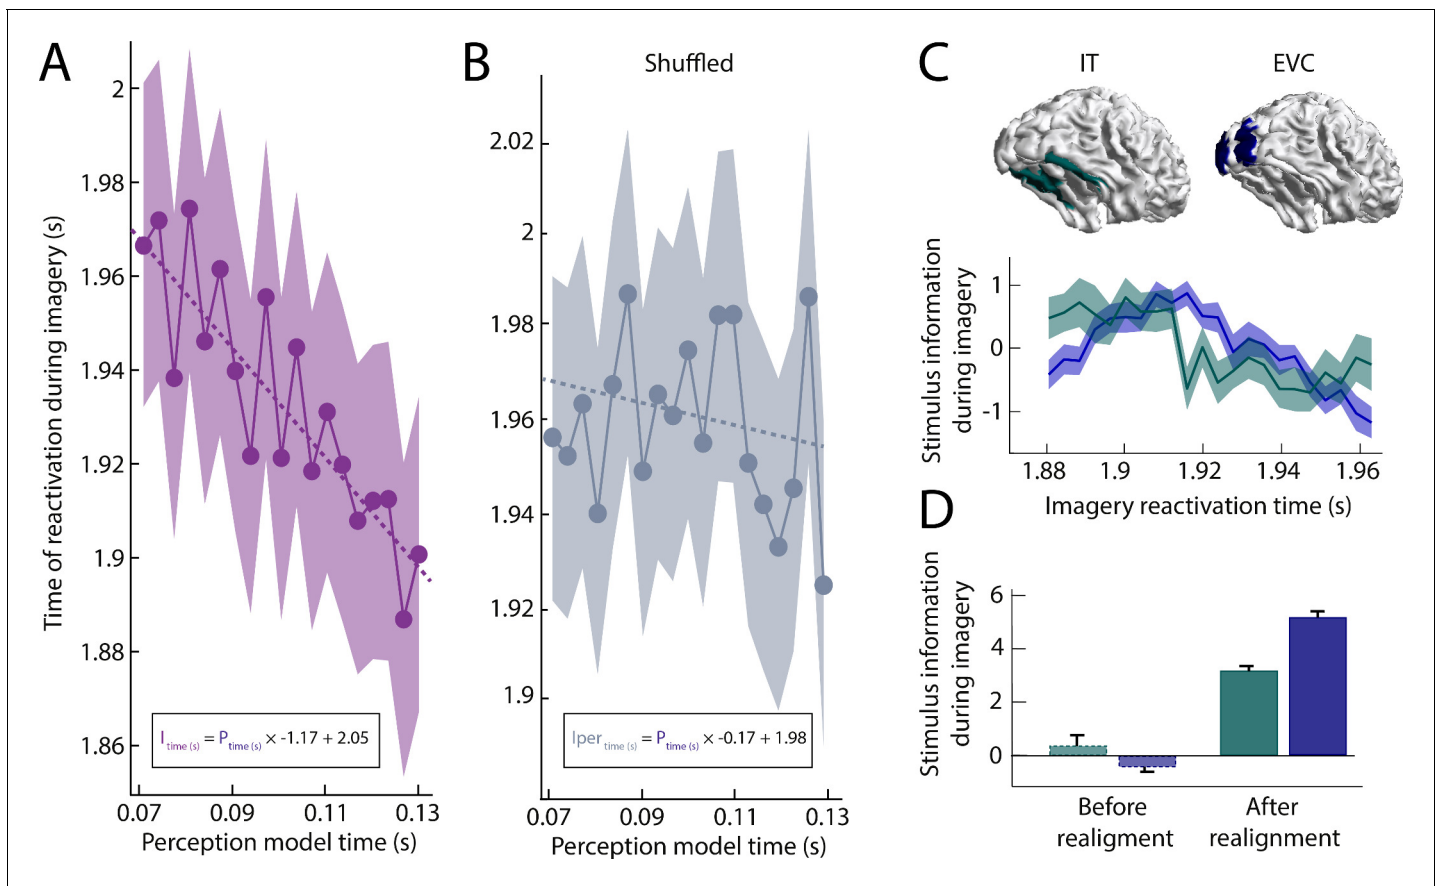 A
Time of reactivation during imagery (s)
2
1.98
1.96
1.94
1.92
1.9
1.88
1.86
I time (s) = P time (s) × -1.17 + 2.05
0.07 0.09 0.11 0.13
Perception model time (s)
B
Shuffled
2.02
2
1.98
1.96
1.94
1.92
1.9
Iper time (s) = P time (s) × -0.17 + 1.98
0.07 0.09 0.11 0.13
Perception model time (s)
C
IT EVC
Stimulus information
during imagery
1
0
-1
1.88 1.9 1.92 1.94 1.96
Imagery reactivation time (s)
D
Stimulus information
during imagery
6
4
2
0
Before
realigment
After
realignment